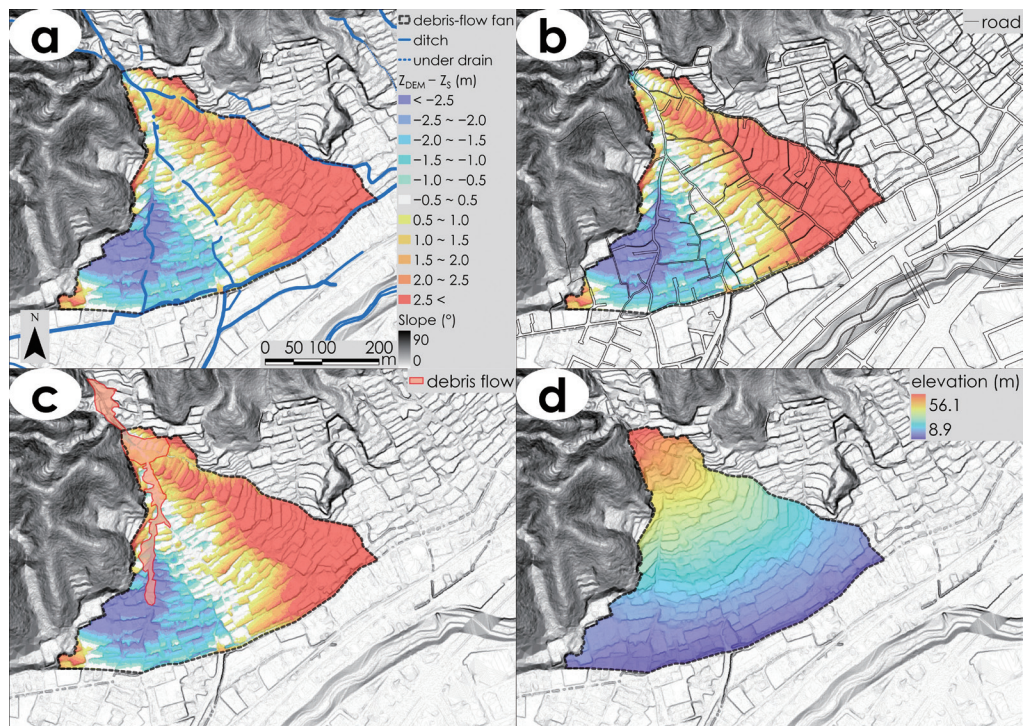 a
debris-flow fan
ditch
under drain
Z_DEM − Z_S (m)
< −2.5
−2.5 ~ −2.0
−2.0 ~ −1.5
−1.5 ~ −1.0
−1.0 ~ −0.5
−0.5 ~ 0.5
0.5 ~ 1.0
1.0 ~ 1.5
1.5 ~ 2.0
2.0 ~ 2.5
2.5 <
Slope (°)
90
0
N
0 50 100 200
m
b
road
c
debris flow
d
elevation (m)
56.1
8.9